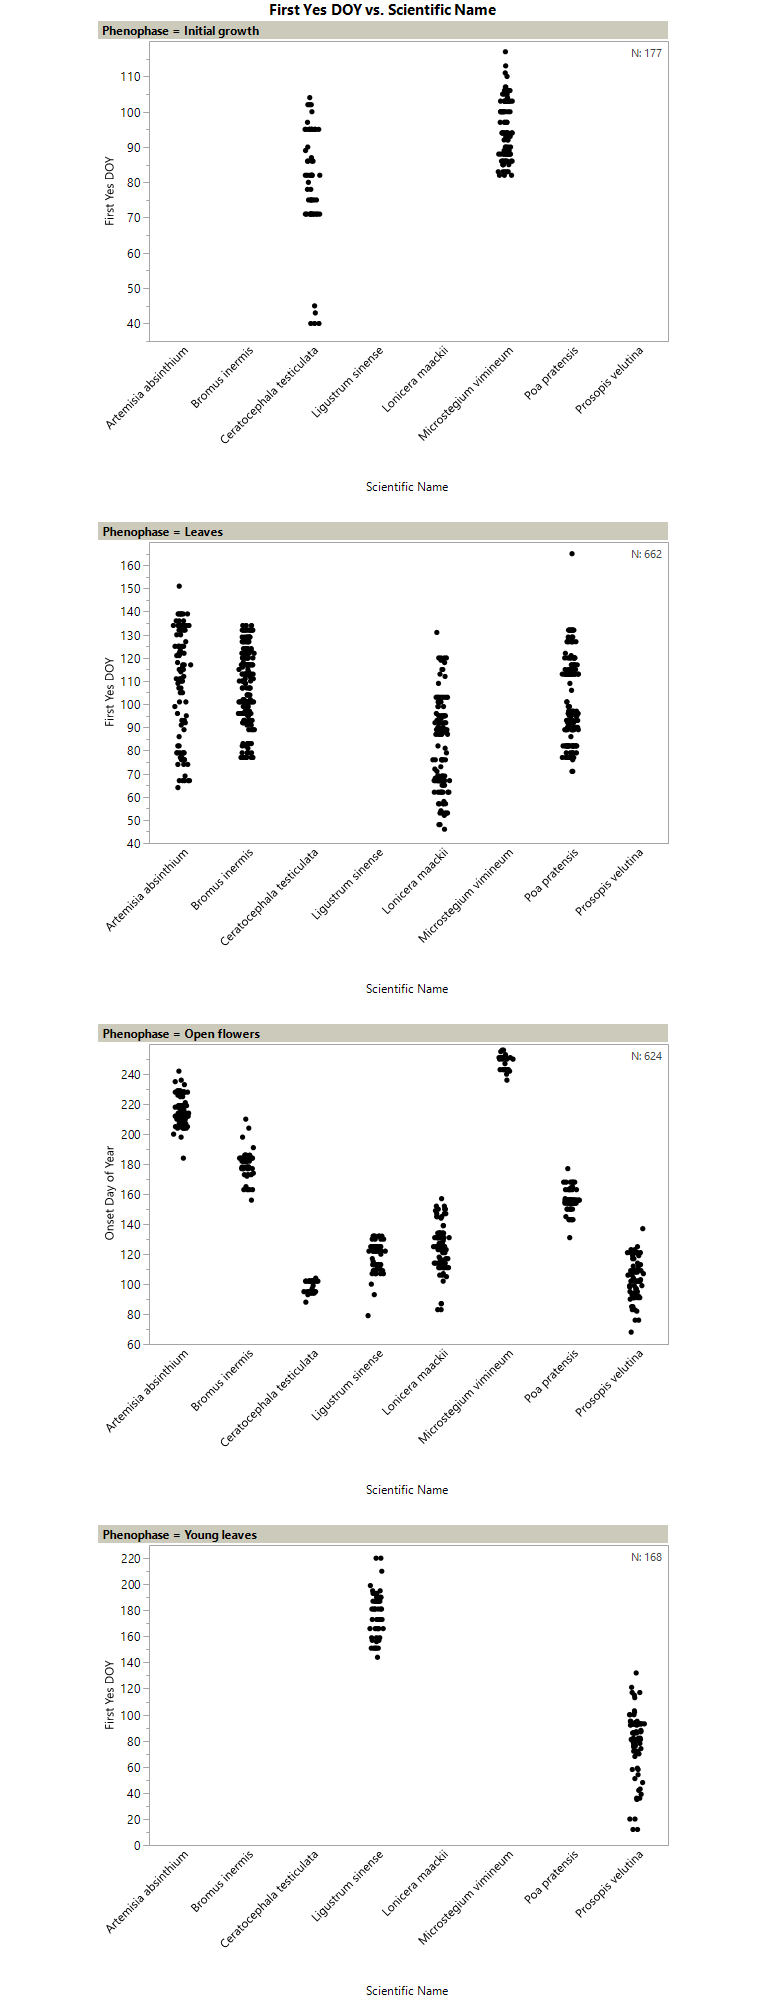 First Yes DOY vs. Scientific Name
Phenophase = Initial growth
N: 177
First Yes DOY
110
100
90
80
70
60
50
40
Artemisia absinthium
Bromus inermis
Ceratocephala testiculata
Ligustrum sinense
Lonicera maackii
Microstegium vimineum
Poa pratensis
Prosopis velutina
Scientific Name
Phenophase = Leaves
N: 662
First Yes DOY
160
150
140
130
120
110
100
90
80
70
60
50
40
Artemisia absinthium
Bromus inermis
Ceratocephala testiculata
Ligustrum sinense
Lonicera maackii
Microstegium vimineum
Poa pratensis
Prosopis velutina
Scientific Name
Phenophase = Open flowers
N: 624
Onset Day of Year
240
220
200
180
160
140
120
100
80
60
Artemisia absinthium
Bromus inermis
Ceratocephala testiculata
Ligustrum sinense
Lonicera maackii
Microstegium vimineum
Poa pratensis
Prosopis velutina
Scientific Name
Phenophase = Young leaves
N: 168
First Yes DOY
220
200
180
160
140
120
100
80
60
40
20
0
Artemisia absinthium
Bromus inermis
Ceratocephala testiculata
Ligustrum sinense
Lonicera maackii
Microstegium vimineum
Poa pratensis
Prosopis velutina
Scientific Name